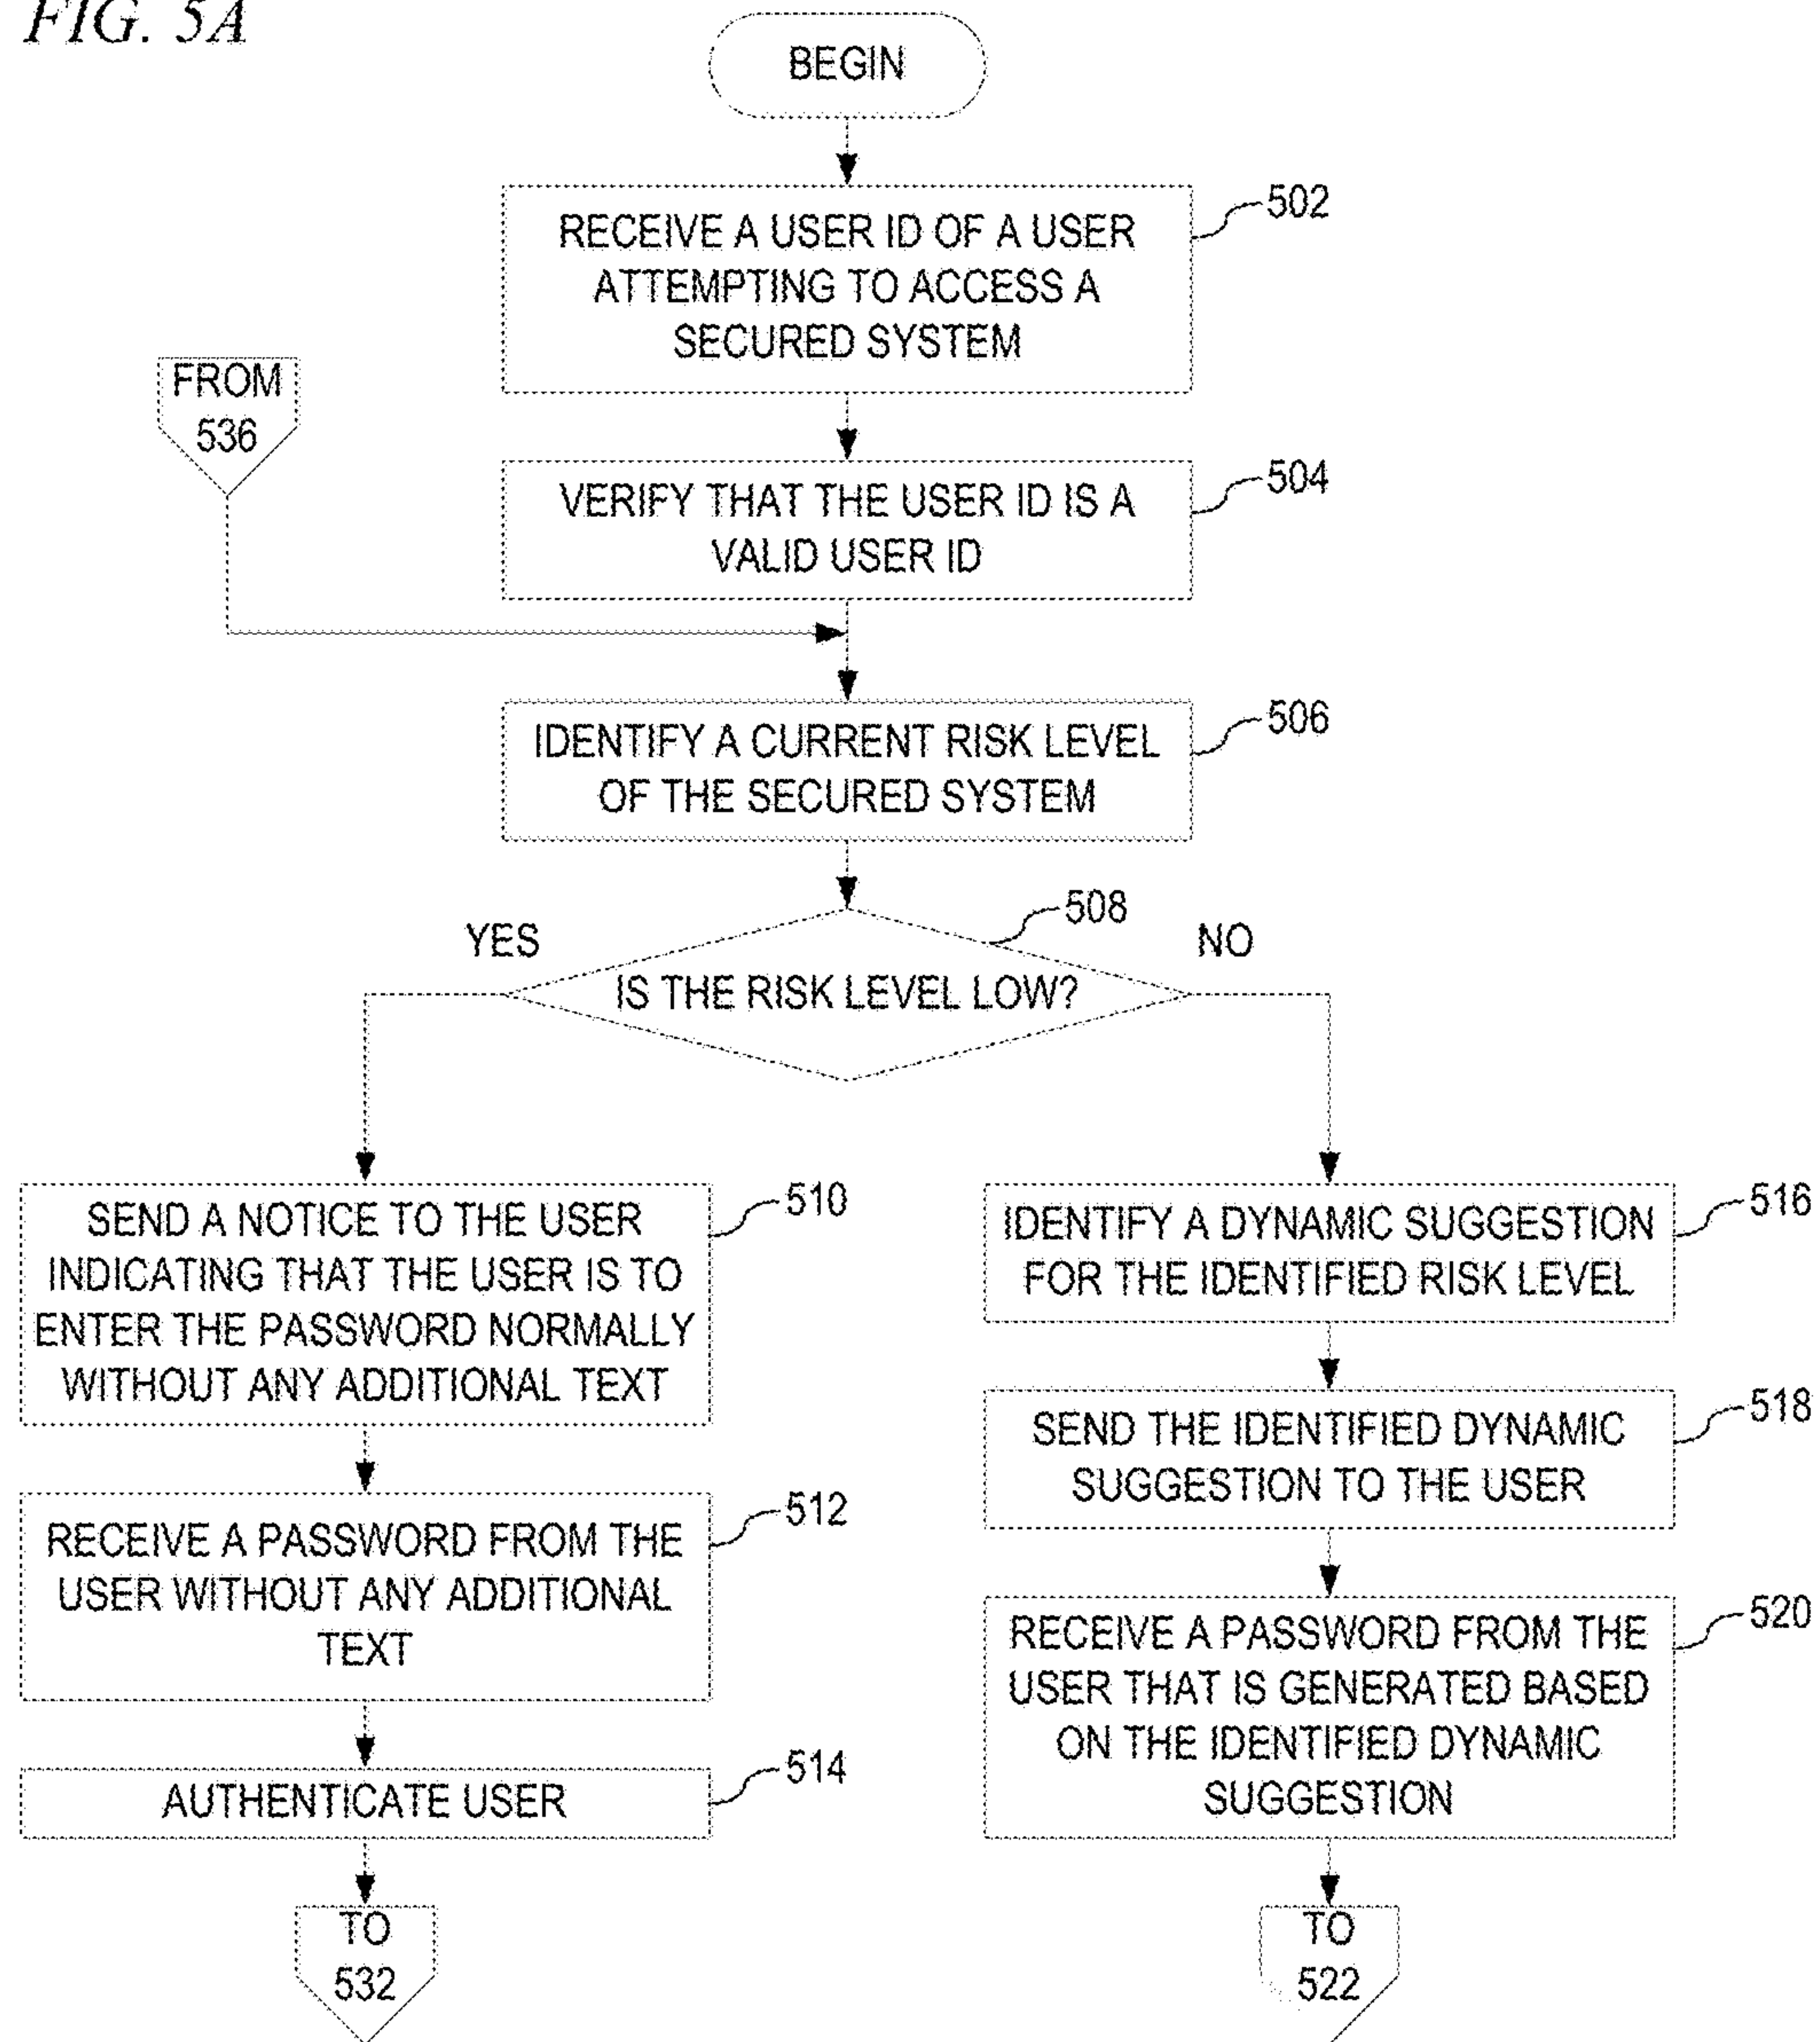 FIG. 5A
BEGIN
502
RECEIVE A USER ID OF A USER
ATTEMPTING TO ACCESS A
SECURED SYSTEM
FROM
536
504
VERIFY THAT THE USER ID IS A
VALID USER ID
506
IDENTIFY A CURRENT RISK LEVEL
OF THE SECURED SYSTEM
508
YES
NO
IS THE RISK LEVEL LOW?
510
SEND A NOTICE TO THE USER
INDICATING THAT THE USER IS TO
ENTER THE PASSWORD NORMALLY
WITHOUT ANY ADDITIONAL TEXT
512
RECEIVE A PASSWORD FROM THE
USER WITHOUT ANY ADDITIONAL
TEXT
514
AUTHENTICATE USER
TO
532
516
IDENTIFY A DYNAMIC SUGGESTION
FOR THE IDENTIFIED RISK LEVEL
518
SEND THE IDENTIFIED DYNAMIC
SUGGESTION TO THE USER
520
RECEIVE A PASSWORD FROM THE
USER THAT IS GENERATED BASED
ON THE IDENTIFIED DYNAMIC
SUGGESTION
TO
522